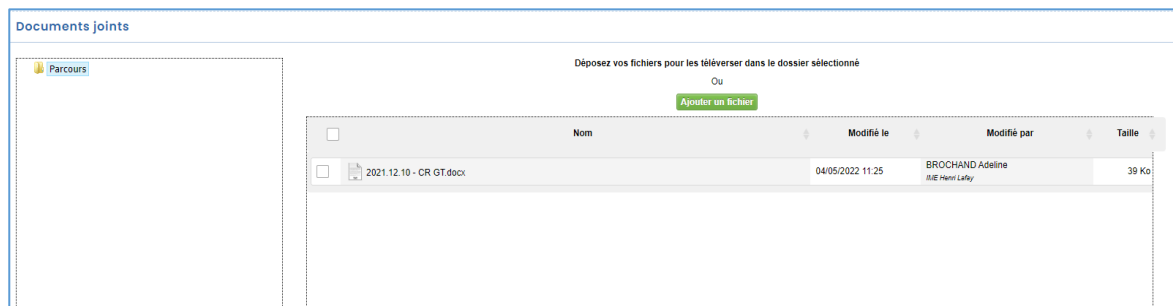 Documents joints
Parcours
Déposez vos fichiers pour les téléverser dans le dossier sélectionné
Ou
Ajouter un fichier
Nom Modifié le Modifié par Taille
2021.12.10 - CR GT.docx 04/05/2022 11:25 BROCHAND Adeline 39 Ko
IME Henri Lafay